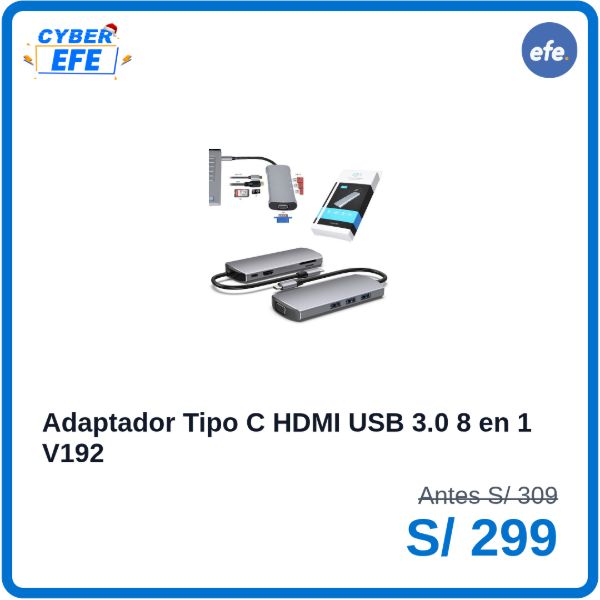 CYBER
EFE
efe.
Adaptador Tipo C HDMI USB 3.0 8 en 1
V192
Antes S/ 309
S/ 299